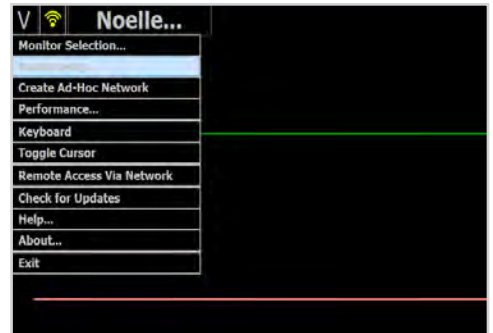 V Noelle...
Monitor Selection...
Create Ad-Hoc Network
Performance...
Keyboard
Toggle Cursor
Remote Access Via Network
Check for Updates
Help...
About...
Exit